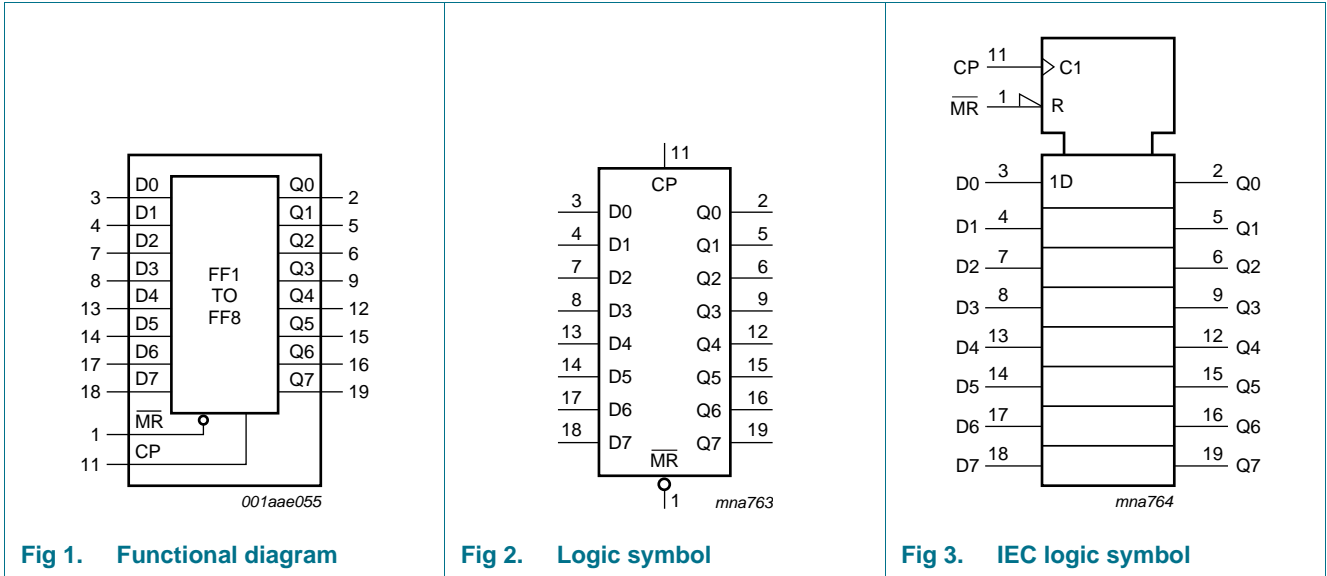 D0
Q0
3
2
D1
Q1
4
5
D2
Q2
7
6
D3
Q3
8
9
FF1
TO
FF8
D4
Q4
13
12
D5
Q5
14
15
D6
Q6
17
16
D7
Q7
18
19
M̅R̅
1
CP
11
001aae055
Fig 1. Functional diagram
11
CP
3 D0 Q0 2
4 D1 Q1 5
7 D2 Q2 6
8 D3 Q3 9
13 D4 Q4 12
14 D5 Q5 15
17 D6 Q6 16
18 D7 Q7 19
M̅R̅
1
mna763
Fig 2. Logic symbol
CP 11 C1
M̅R̅ 1 R
D0 3 1D 2 Q0
D1 4 5 Q1
D2 7 6 Q2
D3 8 9 Q3
D4 13 12 Q4
D5 14 15 Q5
D6 17 16 Q6
D7 18 19 Q7
mna764
Fig 3. IEC logic symbol